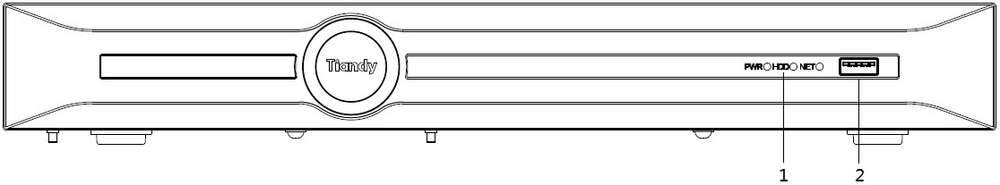 Tiandy
PWR HDD NET
1 2